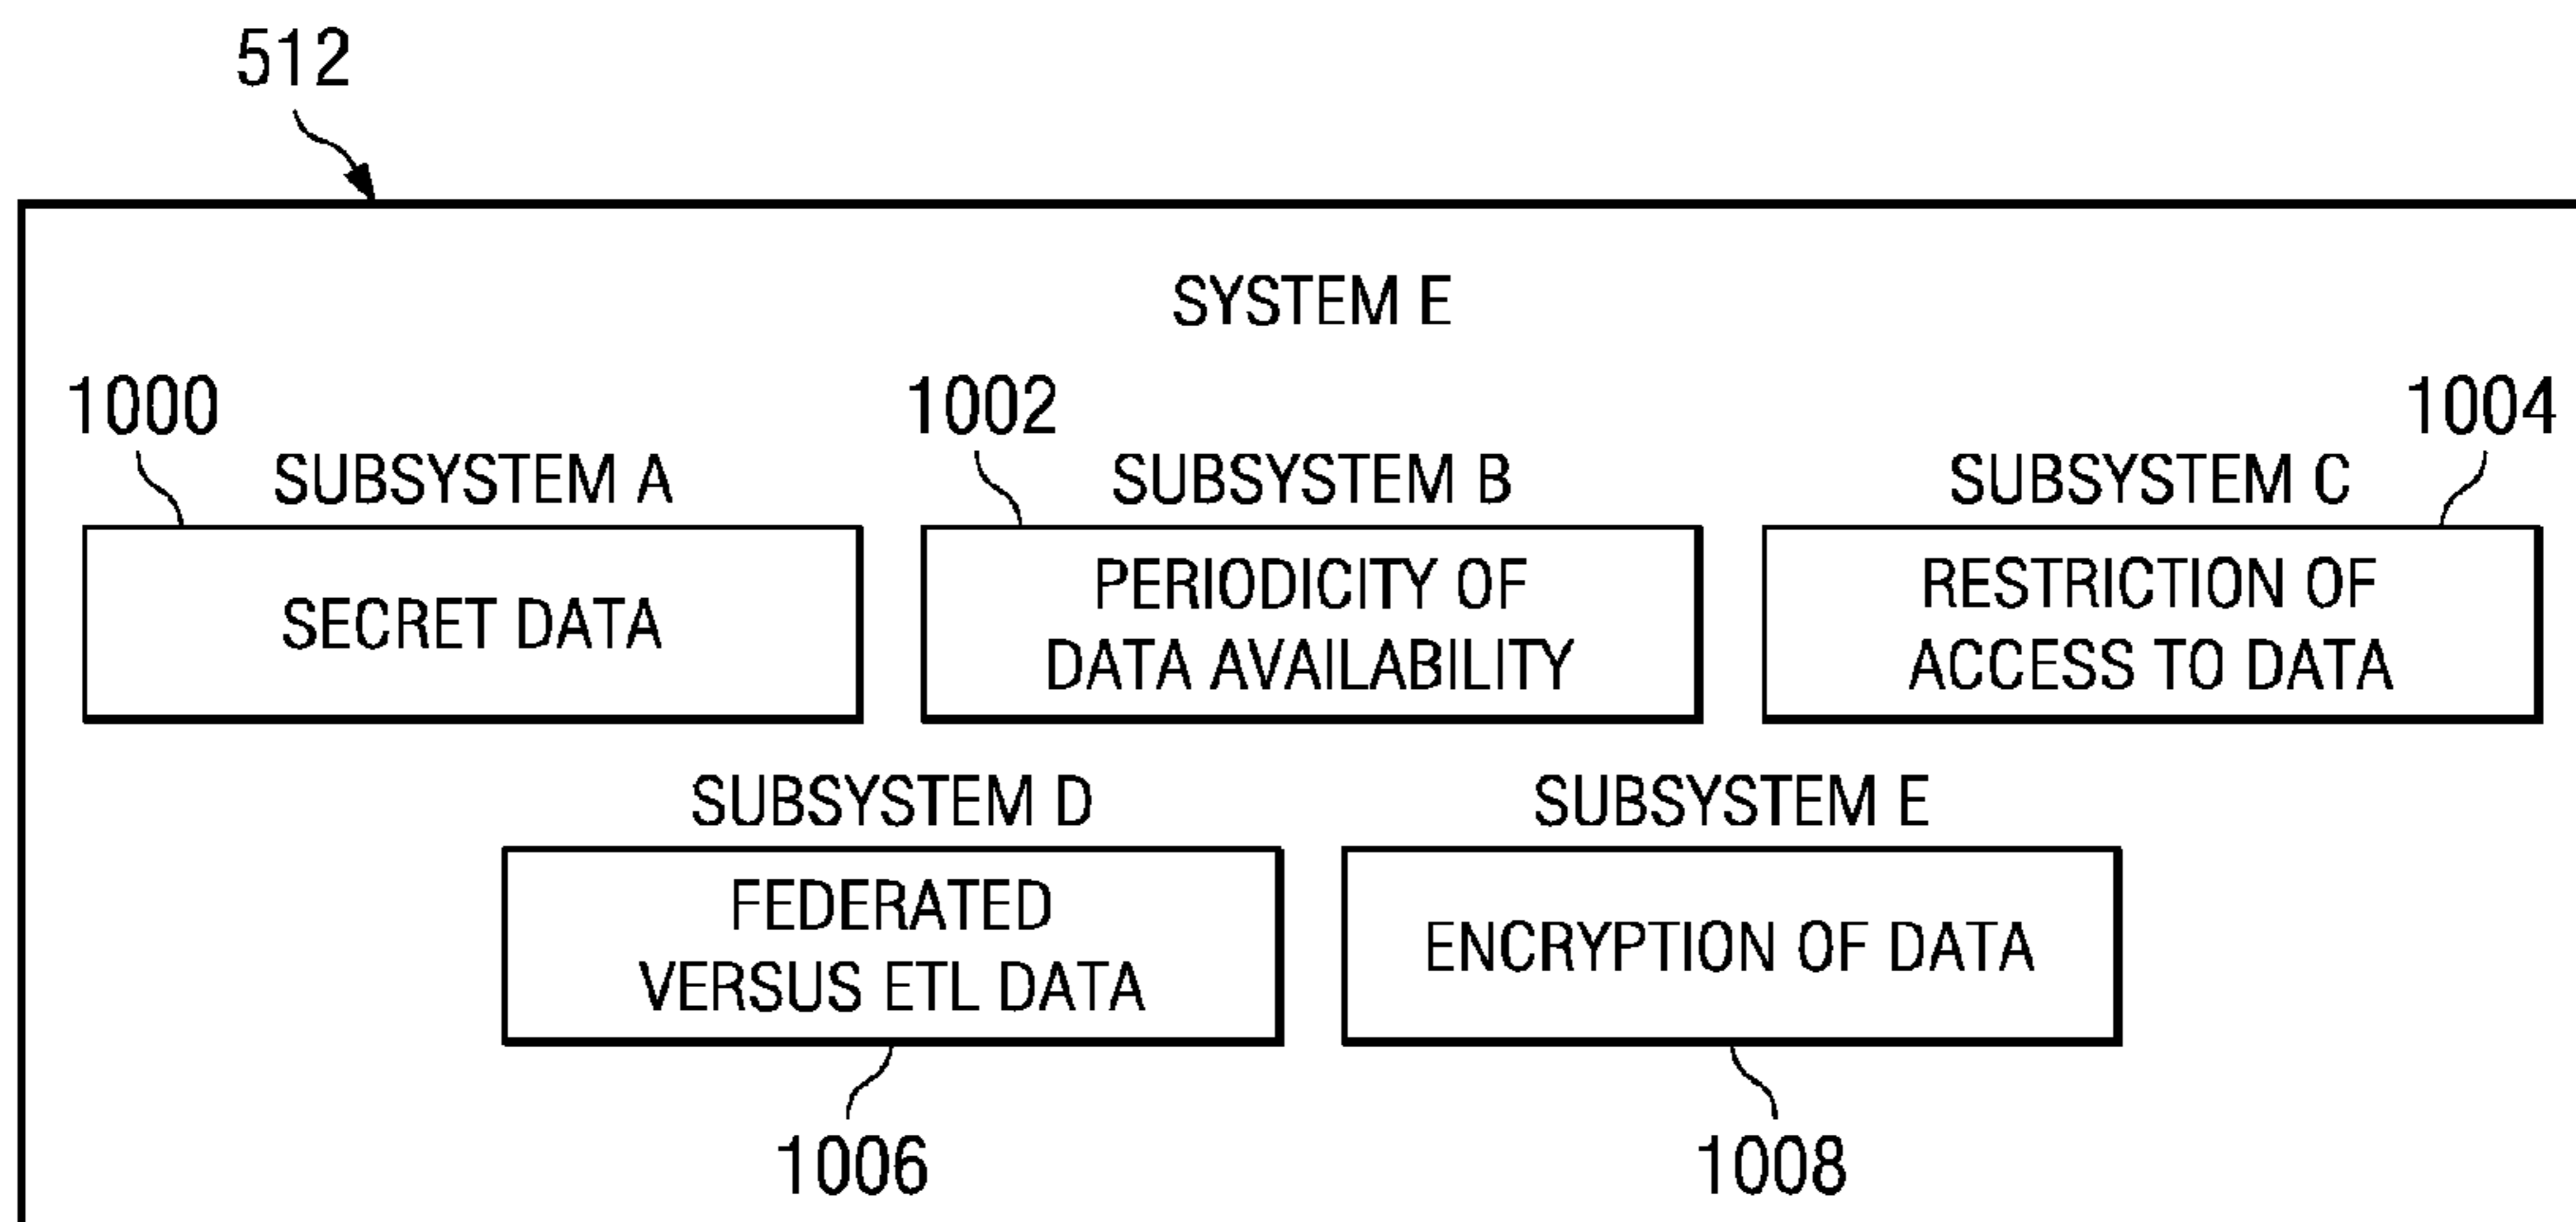 512
SYSTEM E
1000
1002
1004
SUBSYSTEM A
SUBSYSTEM B
SUBSYSTEM C
SECRET DATA
PERIODICITY OF
DATA AVAILABILITY
RESTRICTION OF
ACCESS TO DATA
SUBSYSTEM D
SUBSYSTEM E
FEDERATED
VERSUS ETL DATA
ENCRYPTION OF DATA
1006
1008